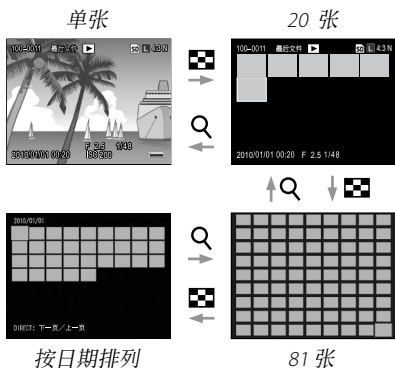 单张
20 张
100-0011 最后文件 SD L 4:3 N
F 2.5 1/48
2010/01/01 00:20 ISO 200
100-0011 最后文件 SD L 4:3 N
2010/01/01 00:20 F 2.5 1/48
2010/01/01
DIRECT: 下一页/上一页
按日期排列
81 张